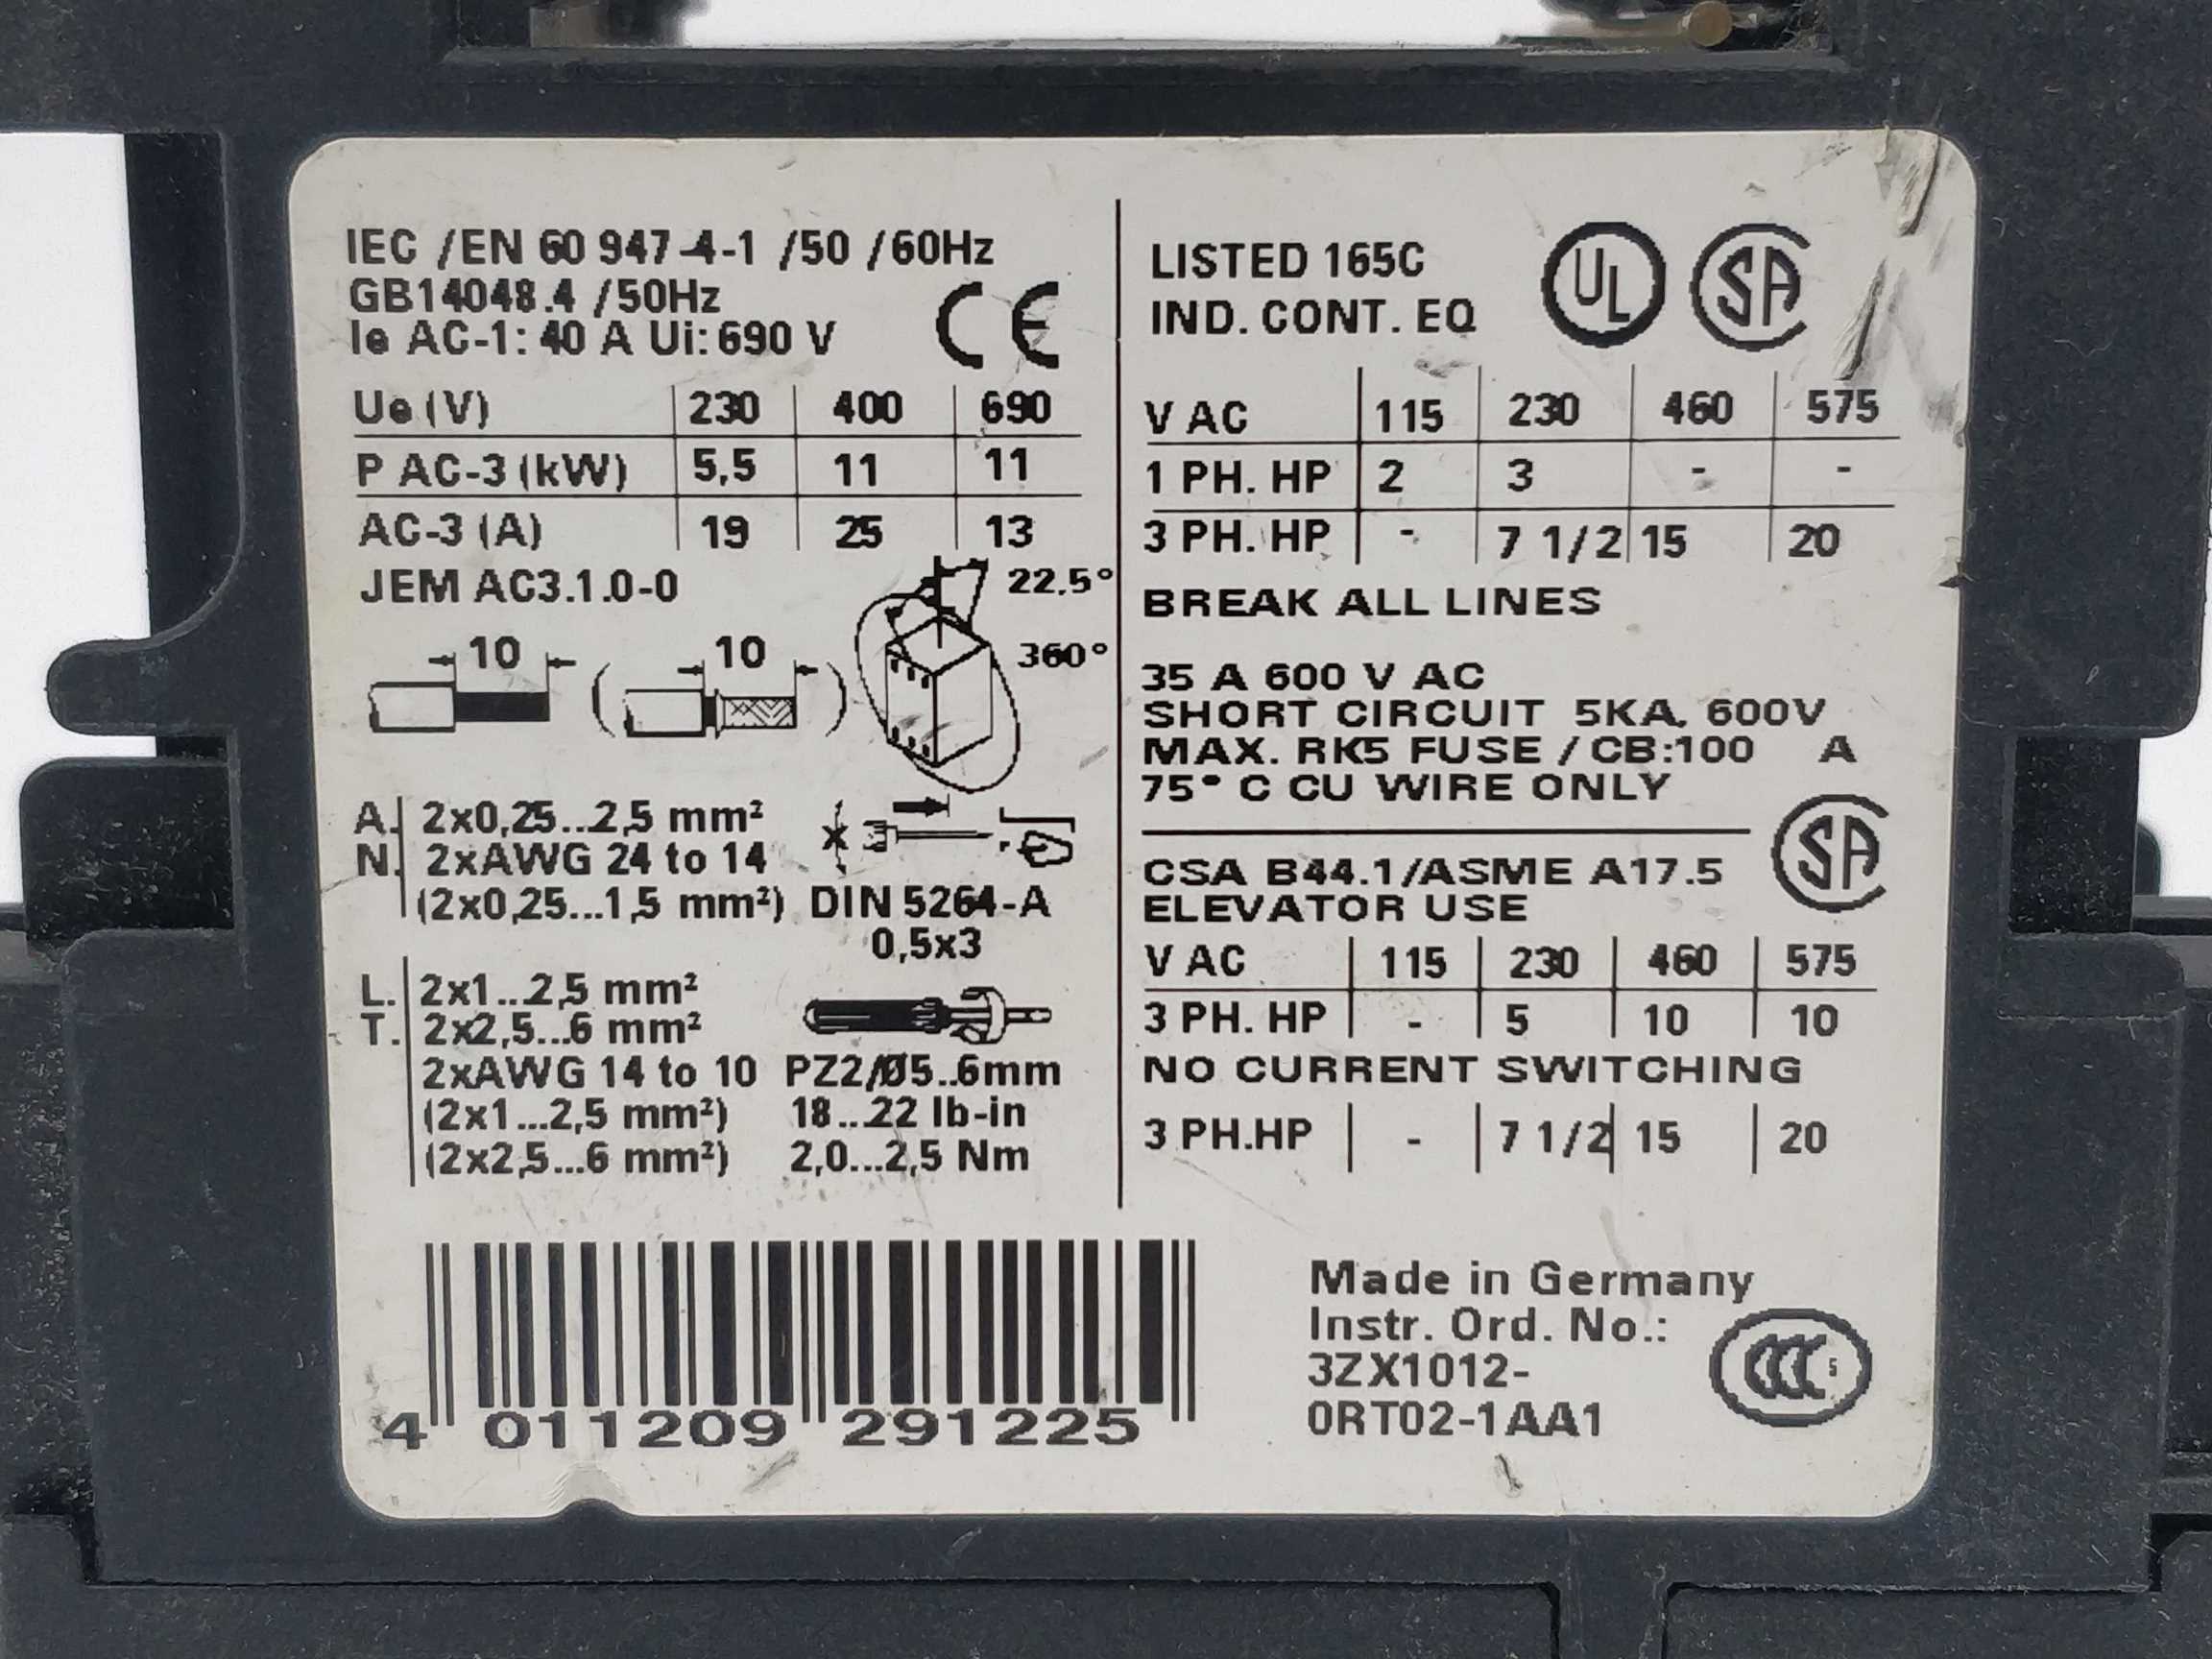 IEC /EN 60 947-4-1 /50 /60Hz
GB14048.4 /50Hz
Ie AC-1: 40 A Ui: 690 V
CE
Ue (V) 230 400 690
P AC-3 (kW) 5,5 11 11
AC-3 (A) 19 25 13
JEM AC3.1.0-0
22,5°
360°
10 (10)
A. 2x0,25...2,5 mm²
N. 2xAWG 24 to 14
(2x0,25...1,5 mm²)
DIN 5264-A
0,5x3
L. 2x1...2,5 mm²
T. 2x2,5...6 mm²
2xAWG 14 to 10
(2x1...2,5 mm²)
(2x2,5...6 mm²)
PZ2/Ø5..6mm
18...22 lb-in
2,0...2,5 Nm
LISTED 165C
IND. CONT. EQ
UL
SA
V AC 115 230 460 575
1 PH. HP 2 3 - -
3 PH. HP - 7 1/2 15 20
BREAK ALL LINES
35 A 600 V AC
SHORT CIRCUIT 5KA, 600V
MAX. RK5 FUSE / CB:100 A
75° C CU WIRE ONLY
CSA B44.1/ASME A17.5
ELEVATOR USE
SA
V AC 115 230 460 575
3 PH. HP - 5 10 10
NO CURRENT SWITCHING
3 PH.HP - 7 1/2 15 20
4 011209 291225
Made in Germany
Instr. Ord. No.:
3ZX1012-
0RT02-1AA1
CCC 5